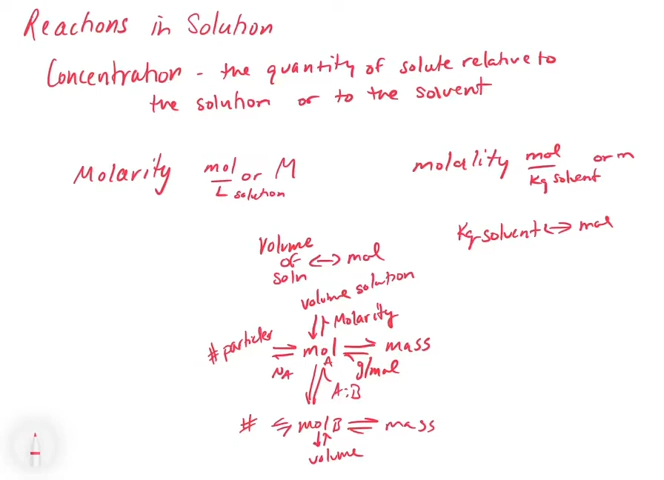 Reactions in Solution
Concentration - the quantity of solute relative to
the solution or to the solvent
Molarity mol/L solution or M
molality mol/Kg solvent or m
Kg solvent ↔ mol
Volume
of ↔ mol
soln
volume solution
↓↑ Molarity
# particles ⇌ mol A ⇌ mass
NA g/mol
A:B
# ⇋ mol B ⇌ mass
↓↑
volume